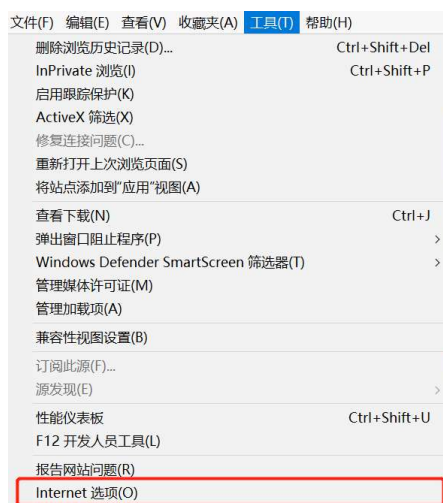 文件(F) 编辑(E) 查看(V) 收藏夹(A) 工具(T) 帮助(H)
删除浏览历史记录(D)... Ctrl+Shift+Del
InPrivate 浏览(I) Ctrl+Shift+P
启用跟踪保护(K)
ActiveX 筛选(X)
修复连接问题(C)...
重新打开上次浏览页面(S)
将站点添加到“应用”视图(A)
查看下载(N) Ctrl+J
弹出窗口阻止程序(P) >
Windows Defender SmartScreen 筛选器(T) >
管理媒体许可证(M)
管理加载项(A)
兼容性视图设置(B)
订阅此源(F)...
源发现(E) >
性能仪表板 Ctrl+Shift+U
F12 开发人员工具(L)
报告网站问题(R)
Internet 选项(O)